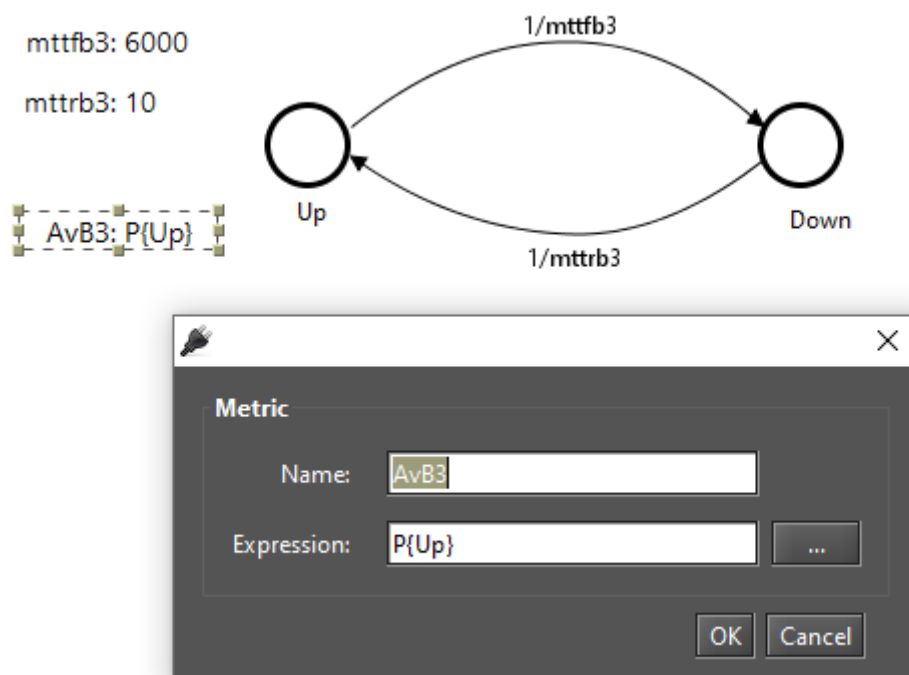 1/mttfb3
mttfb3: 6000
mttrb3: 10
Up
Down
AvB3: P{Up}
1/mttrb3
Metric
Name:
AvB3
Expression:
P{Up}
...
OK
Cancel